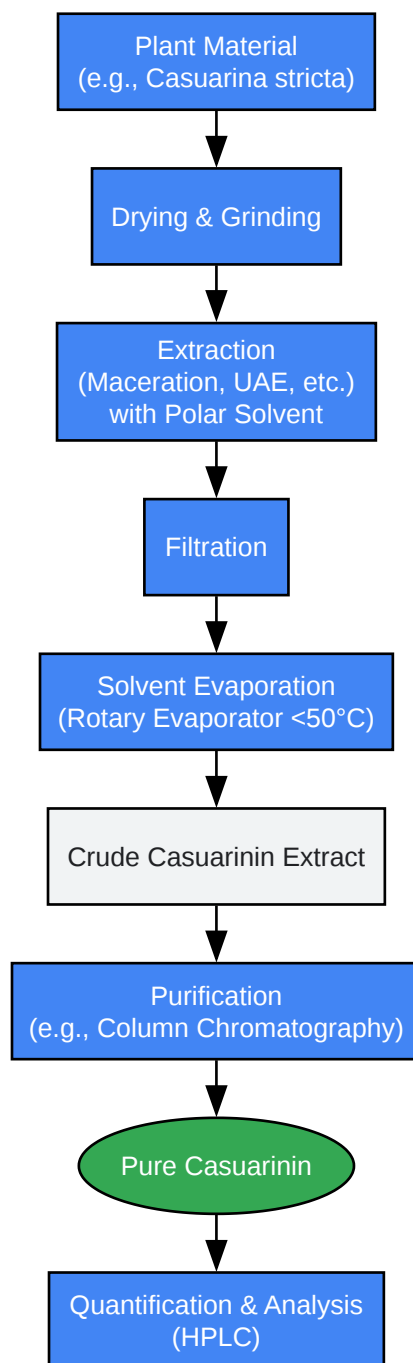 Plant Material
(e.g., Casuarina stricta)
Drying & Grinding
Extraction
(Maceration, UAE, etc.)
with Polar Solvent
Filtration
Solvent Evaporation
(Rotary Evaporator <50°C)
Crude Casuarinin Extract
Purification
(e.g., Column Chromatography)
Pure Casuarinin
Quantification & Analysis
(HPLC)